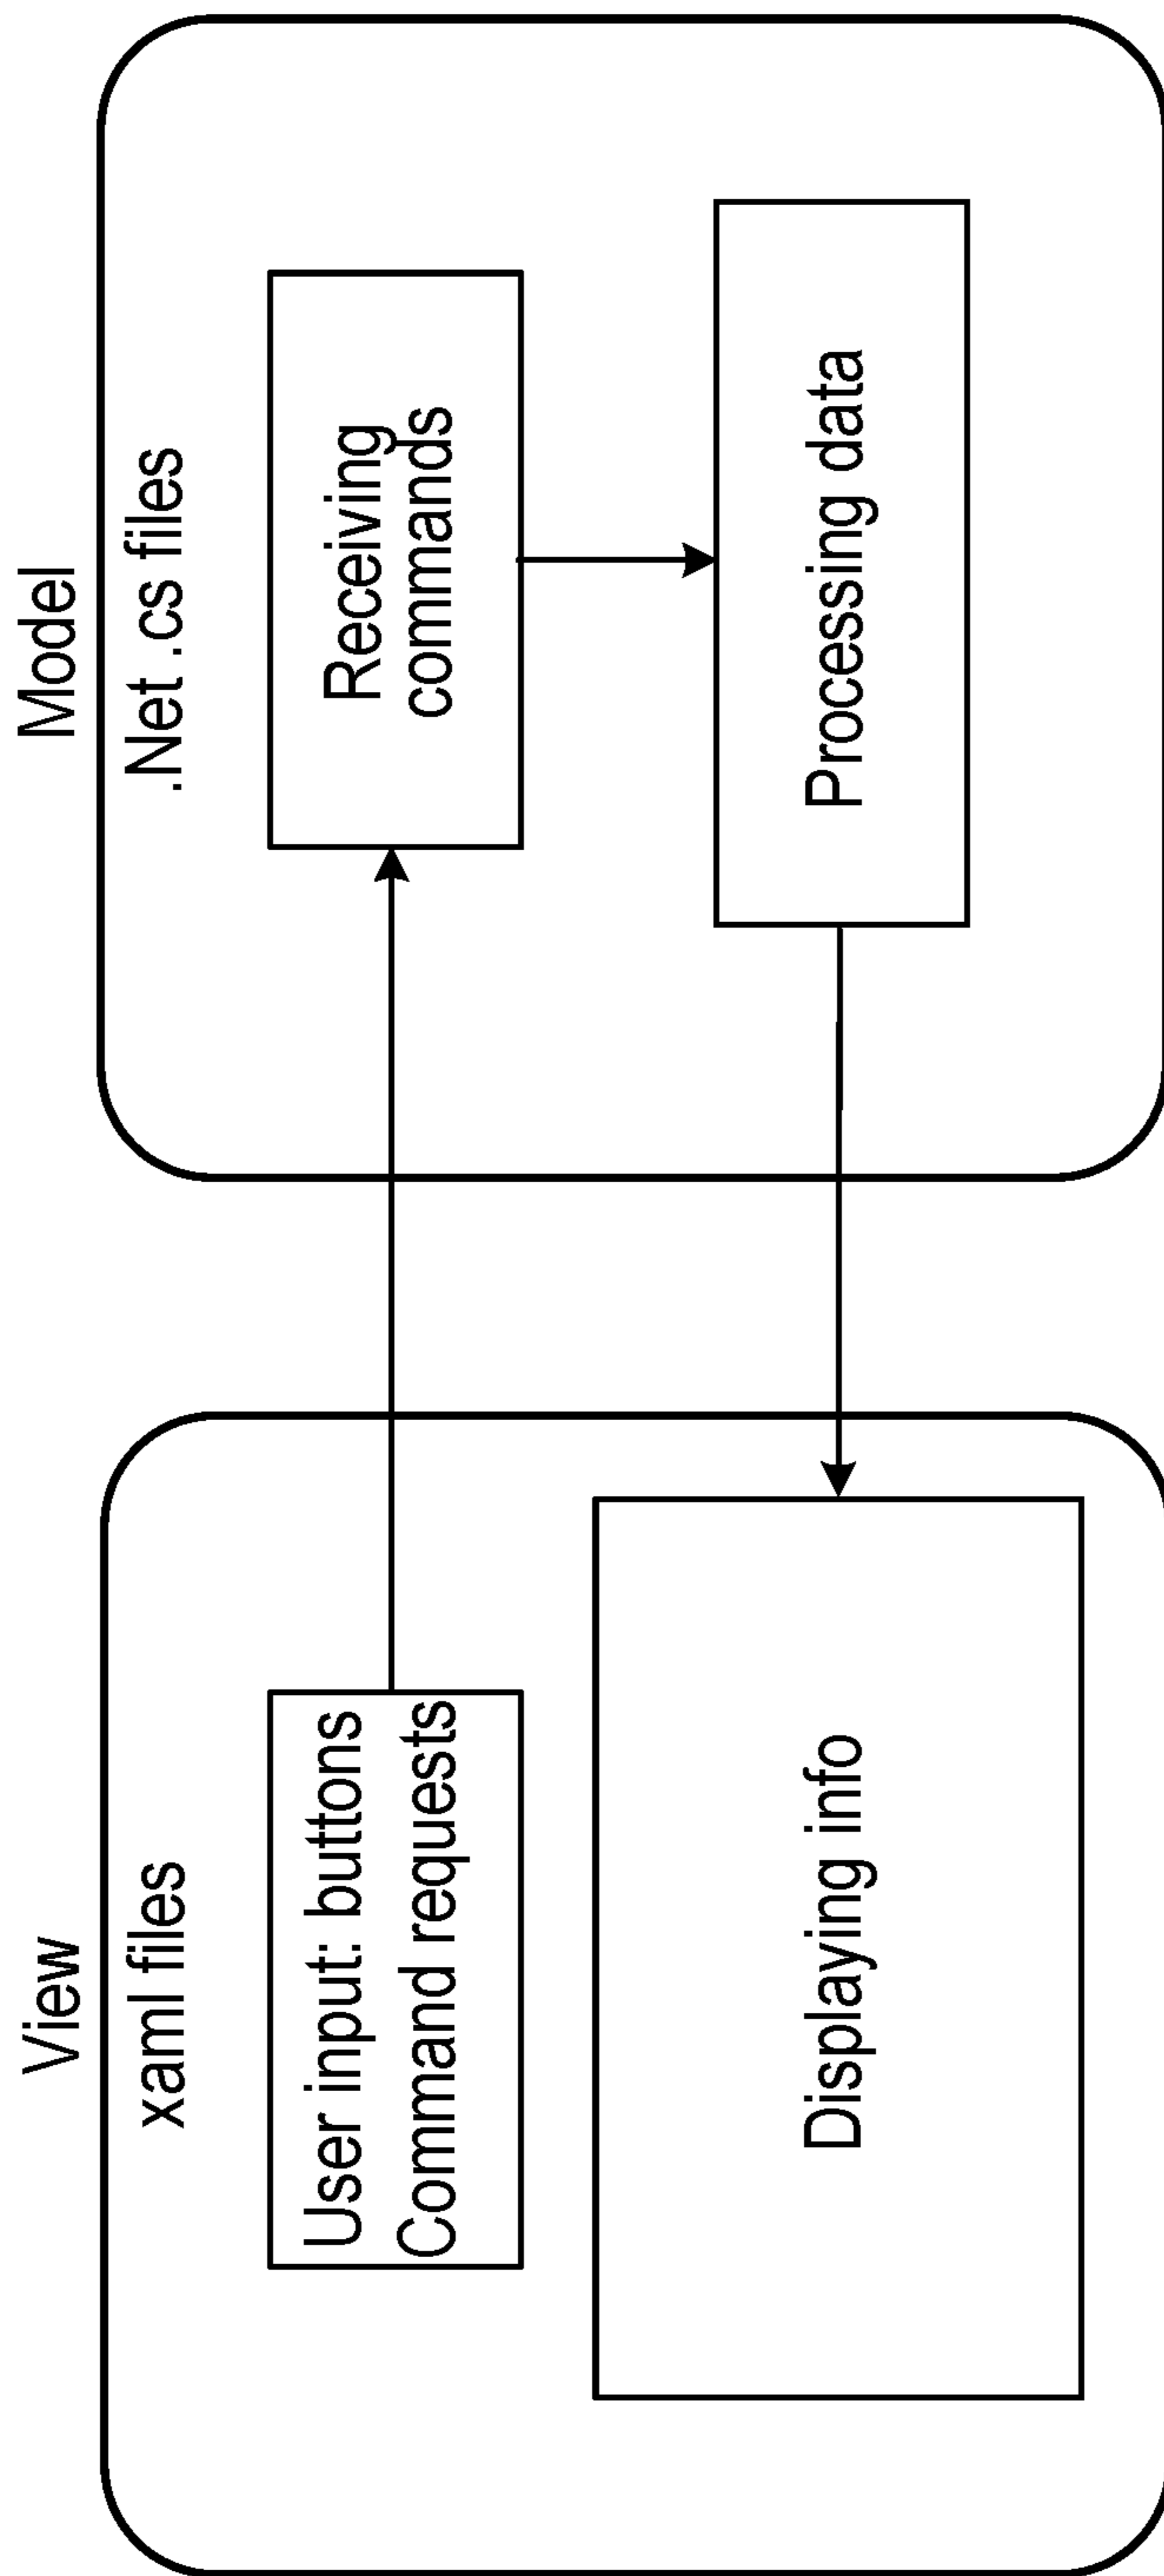 View
xaml files
User input: buttons
Command requests
Displaying info
Model
.Net .cs files
Receiving
commands
Processing data